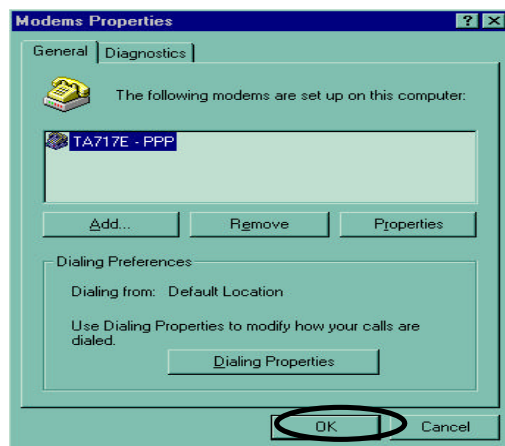 Modems Properties
General Diagnostics
The following modems are set up on this computer:
TA717E - PPP
Add... Remove Properties
Dialing Preferences
Dialing from: Default Location
Use Dialing Properties to modify how your calls are
dialed.
Dialing Properties
OK Cancel